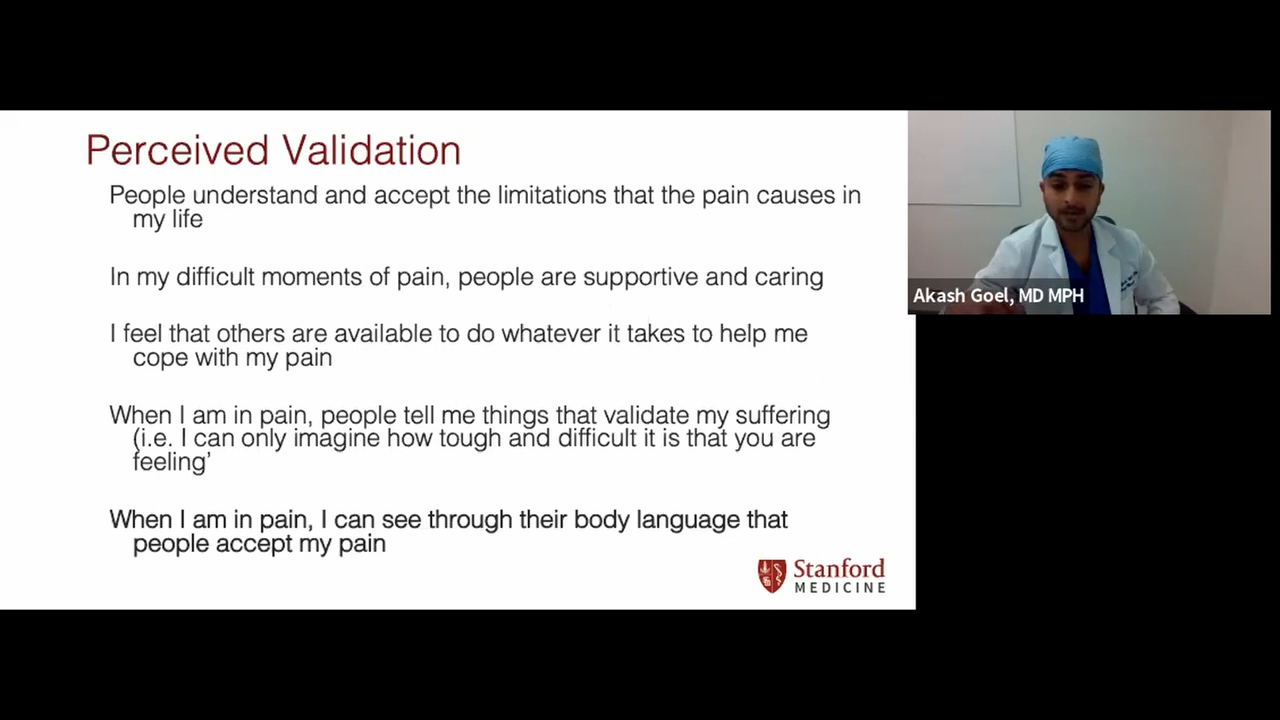 Perceived Validation
People understand and accept the limitations that the pain causes in
my life
In my difficult moments of pain, people are supportive and caring
I feel that others are available to do whatever it takes to help me
cope with my pain
When I am in pain, people tell me things that validate my suffering
(i.e. I can only imagine how tough and difficult it is that you are
feeling’
When I am in pain, I can see through their body language that
people accept my pain
Stanford
MEDICINE
Akash Goel, MD MPH